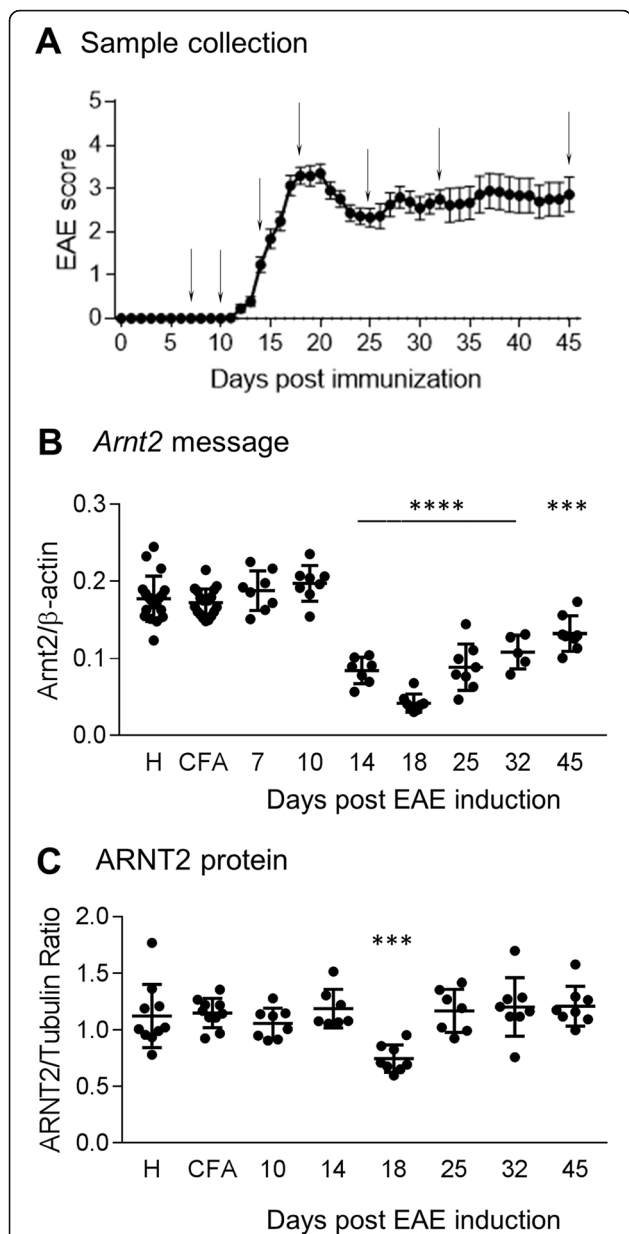 A Sample collection
EAE score
5
4
3
2
1
0
0 5 10 15 20 25 30 35 40 45
Days post immunization
B Arnt2 message
Arnt2/β-actin
0.3
0.2
0.1
0.0
**** ***
H CFA 7 10 14 18 25 32 45
Days post EAE induction
C ARNT2 protein
ARNT2/Tubulin Ratio
2.0
1.5
1.0
0.5
0.0
***
H CFA 10 14 18 25 32 45
Days post EAE induction